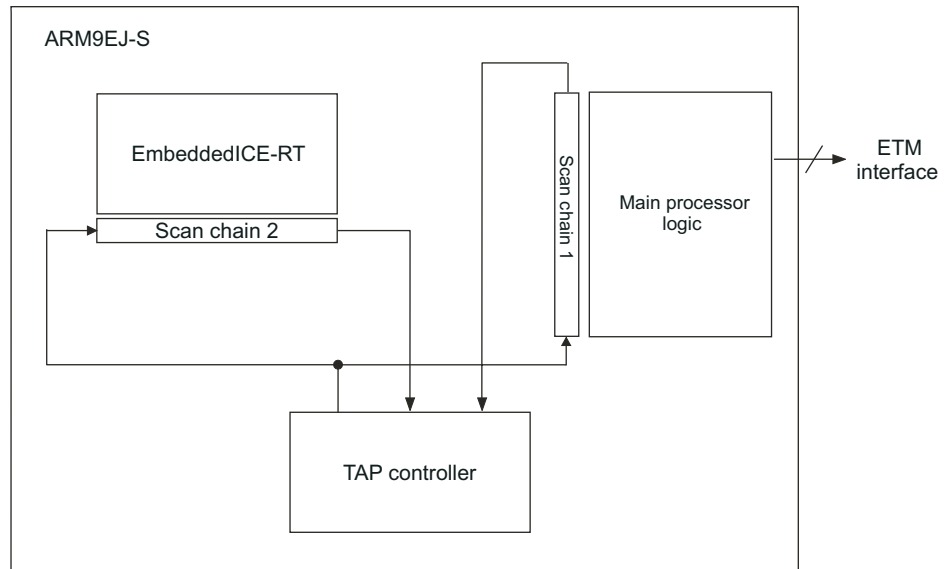 ARM9EJ-S
EmbeddedICE-RT
Scan chain 2
Scan chain 1
Main processor
logic
ETM
interface
TAP controller